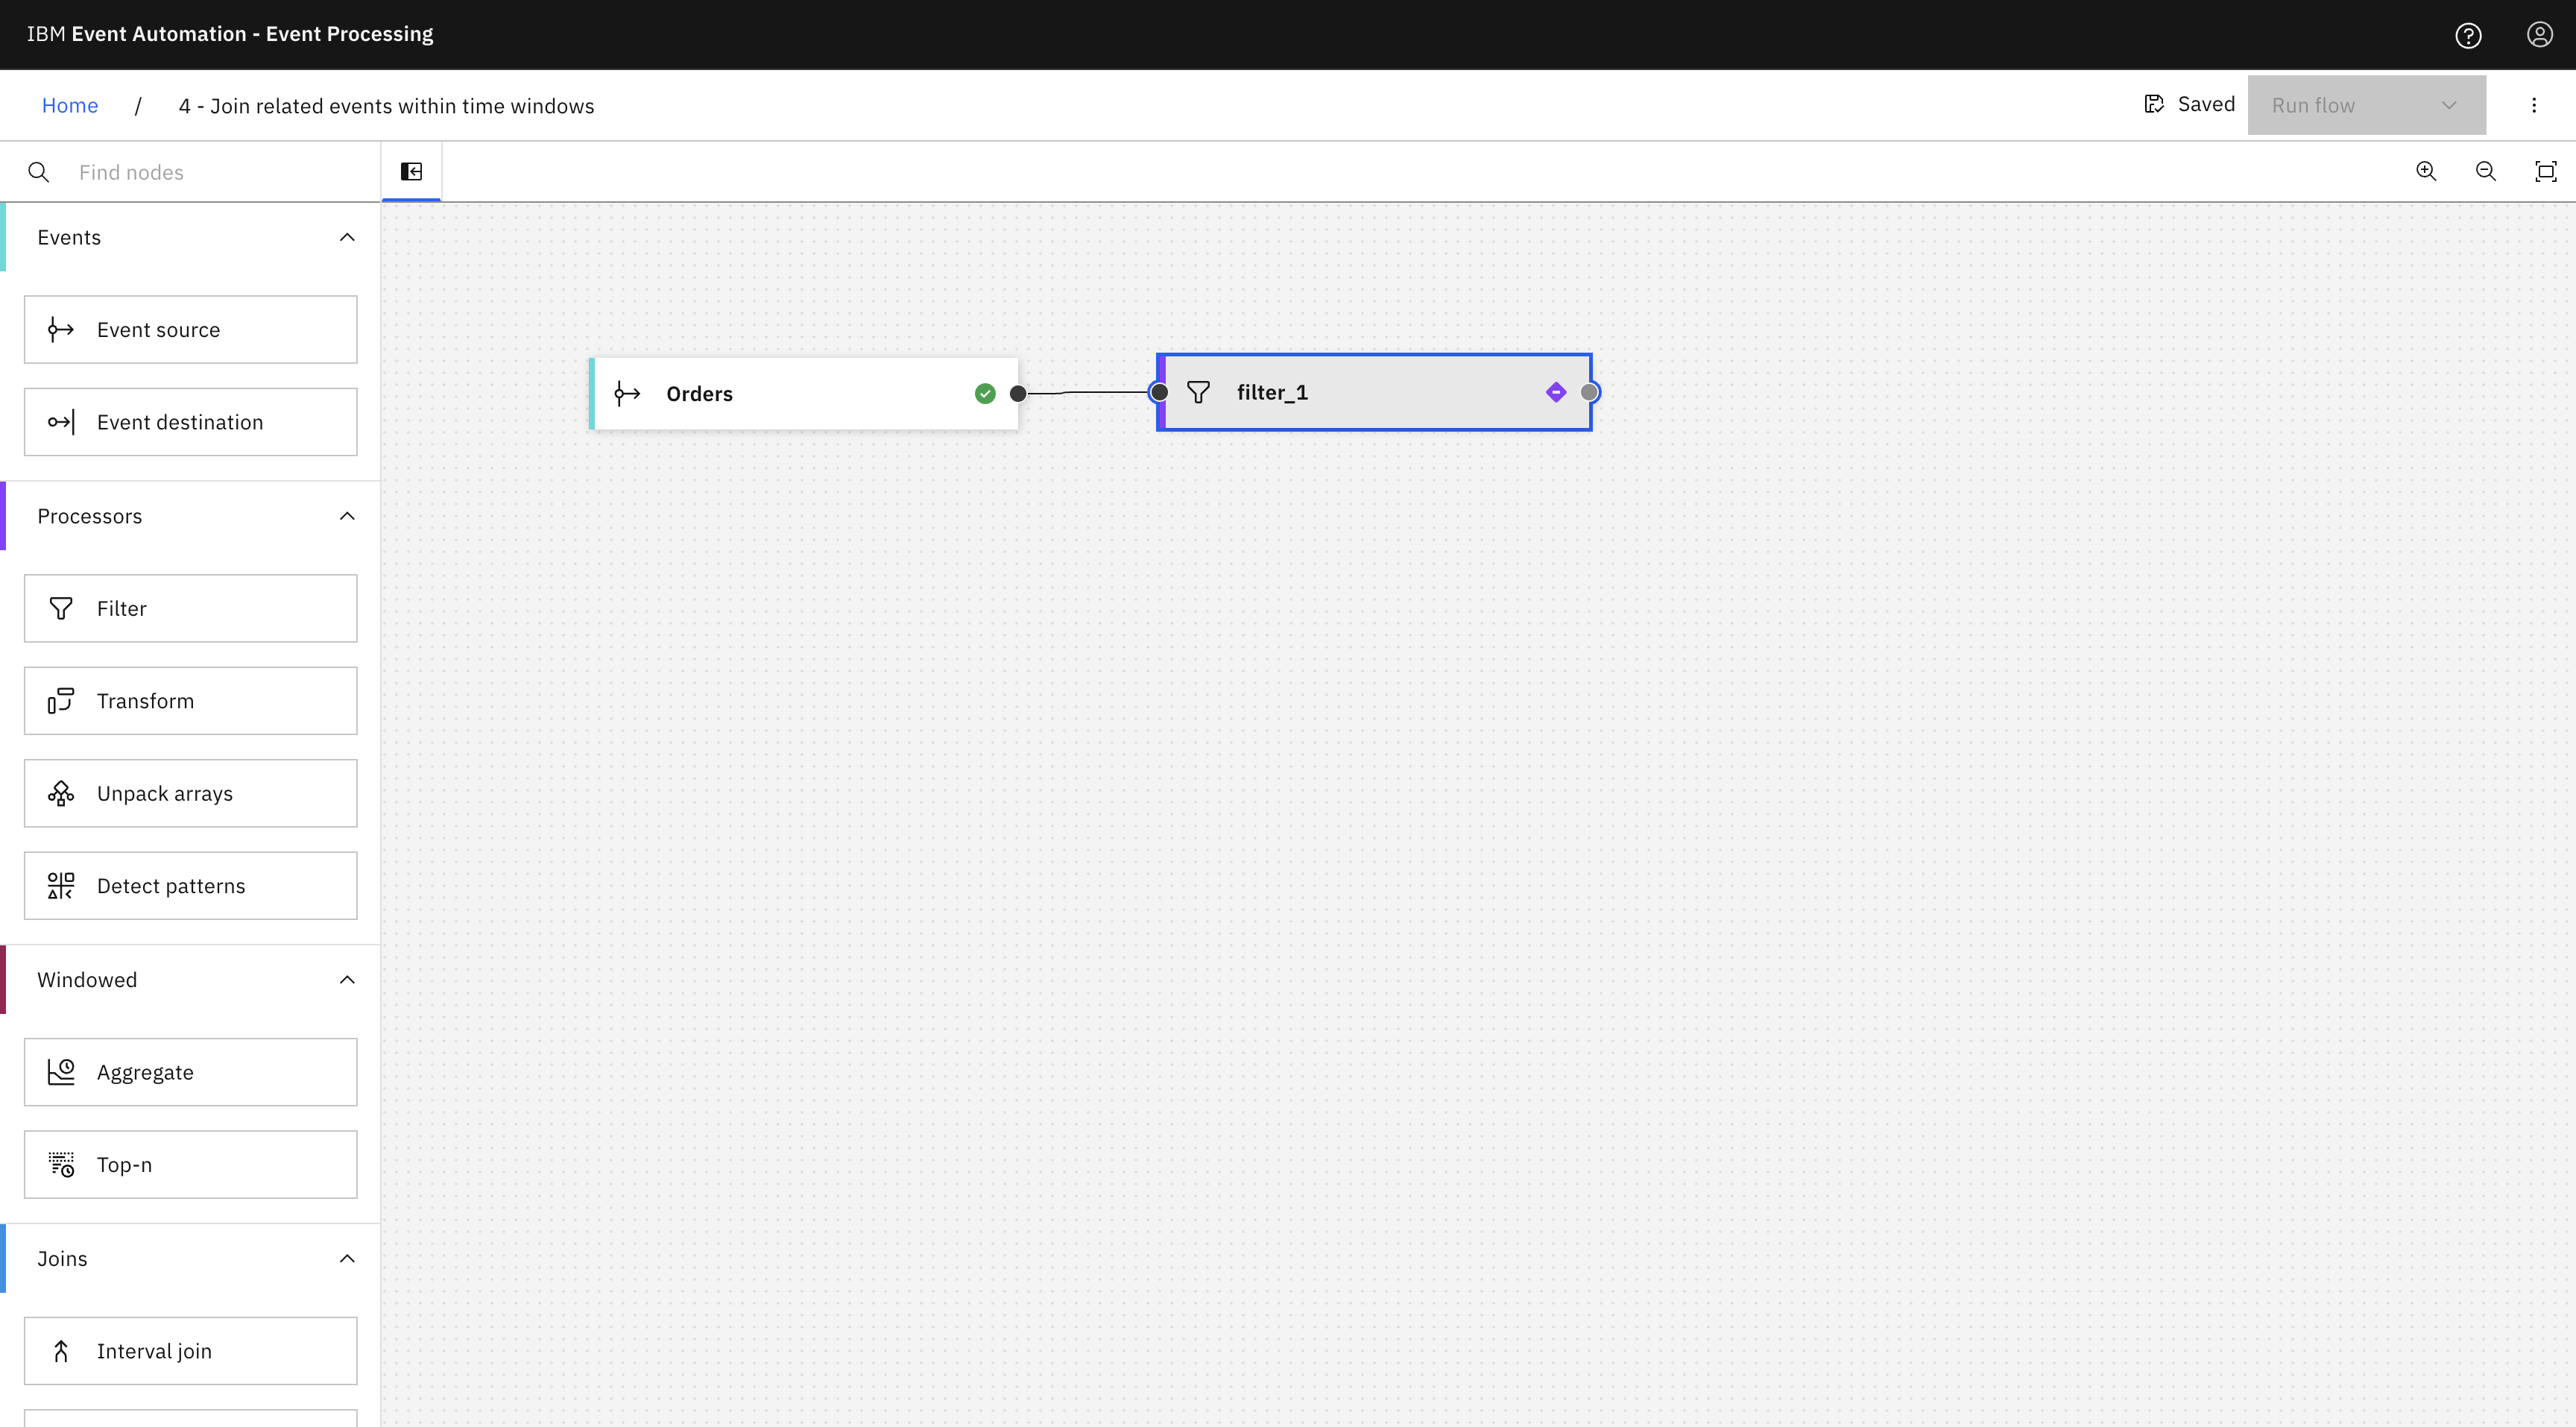 IBM Event Automation - Event Processing
Home / 4 - Join related events within time windows
Saved
Run flow
Find nodes
Events
Event source
Event destination
Processors
Filter
Transform
Unpack arrays
Detect patterns
Windowed
Aggregate
Top-n
Joins
Interval join
Orders
filter_1